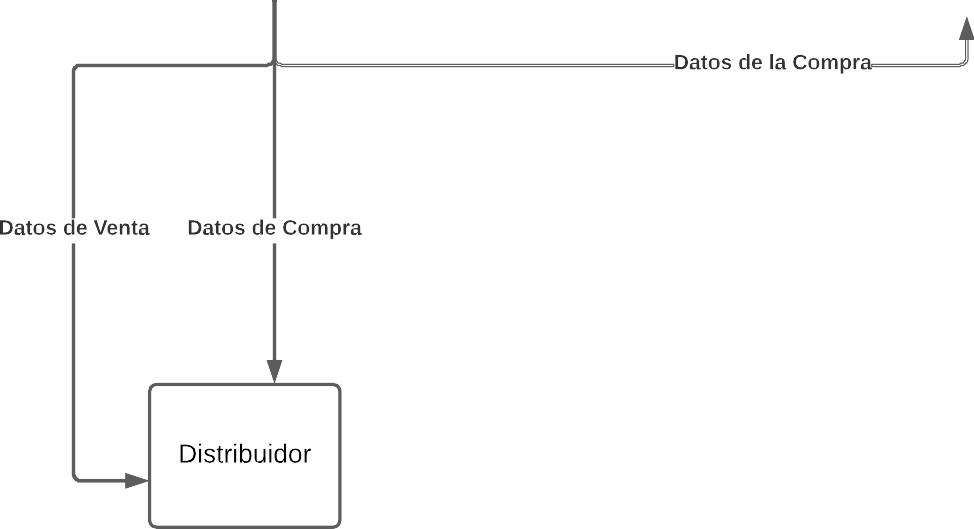 Datos de la Compra
Datos de Venta
Datos de Compra
Distribuidor